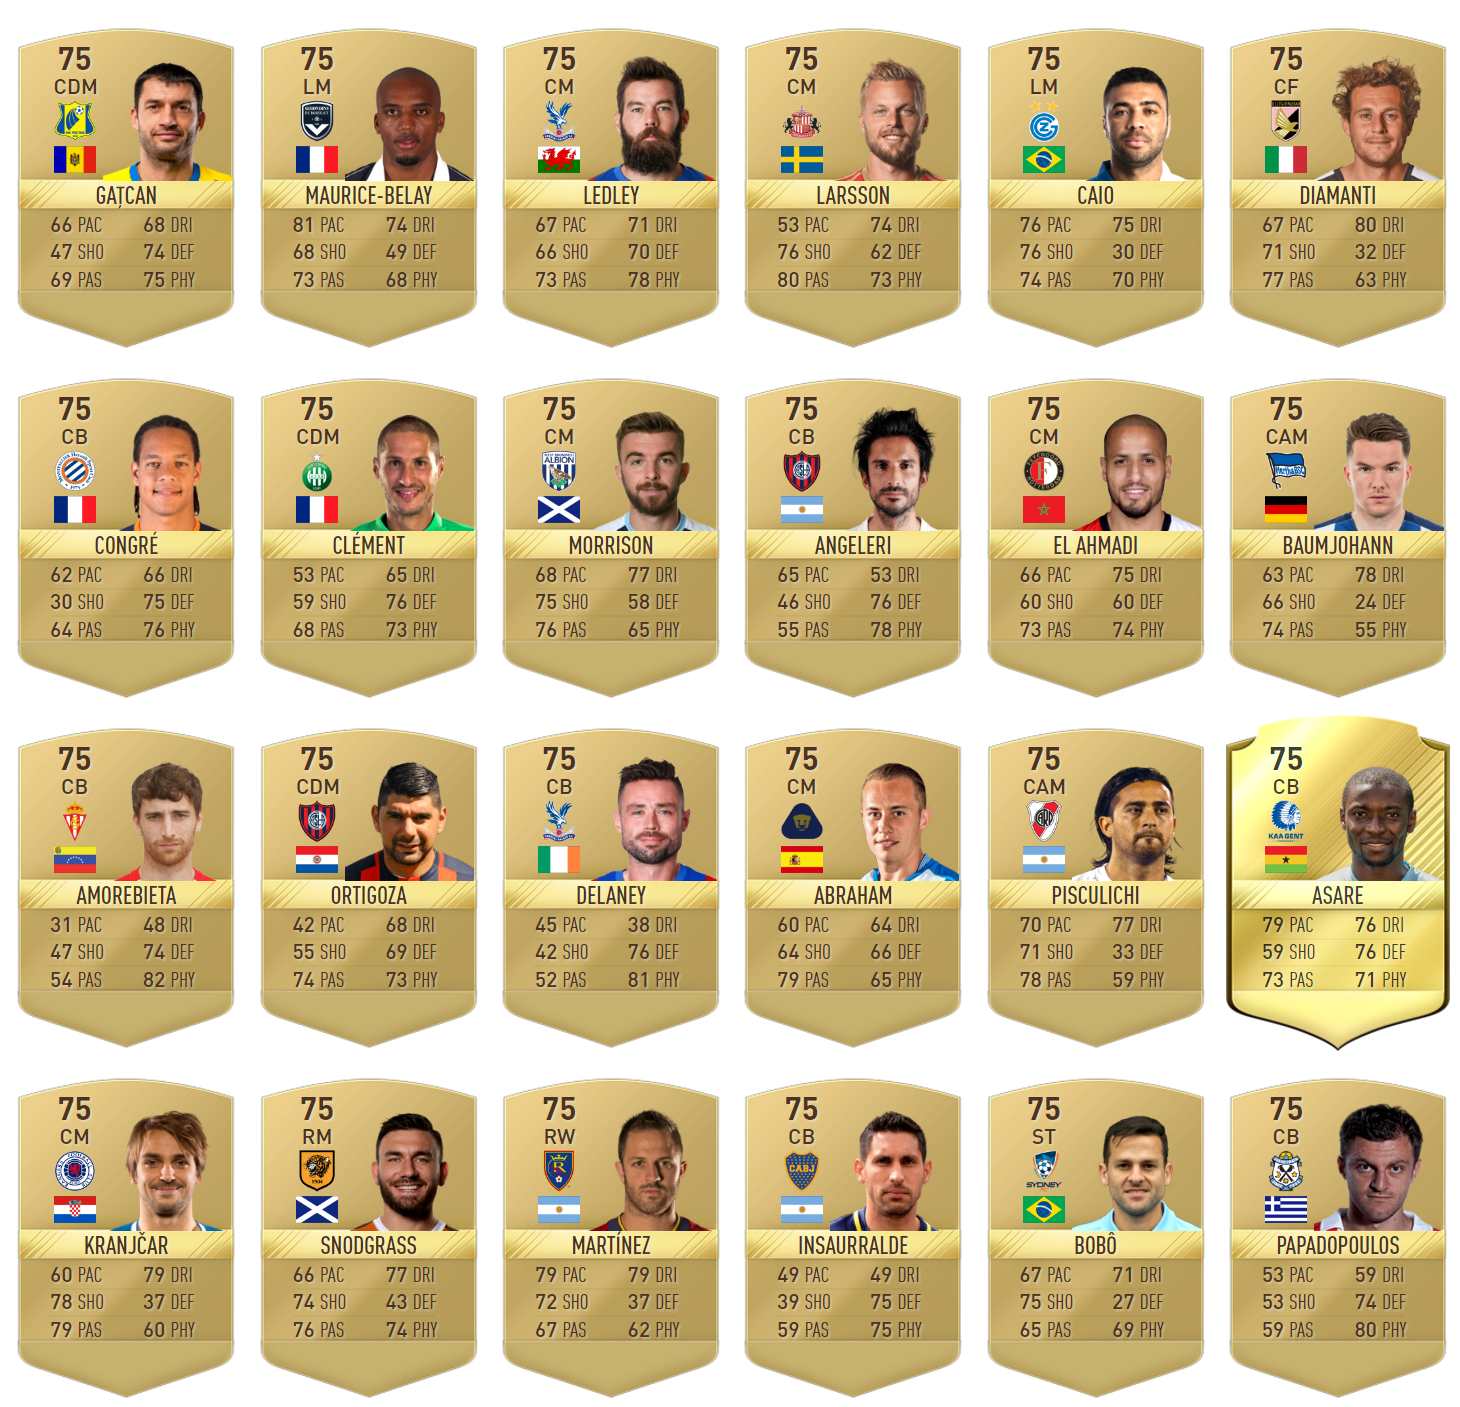 75 75 75 75 75 75
CDM LM CM CM LM CF
GAȚCAN MAURICE-BELAY LEDLEY LARSSON CAIO DIAMANTI
66 PAC 68 DRI 81 PAC 74 DRI 67 PAC 71 DRI 53 PAC 74 DRI 76 PAC 75 DRI 67 PAC 80 DRI
47 SHO 74 DEF 68 SHO 49 DEF 66 SHO 70 DEF 76 SHO 62 DEF 76 SHO 30 DEF 71 SHO 32 DEF
69 PAS 75 PHY 73 PAS 68 PHY 73 PAS 78 PHY 80 PAS 73 PHY 74 PAS 70 PHY 77 PAS 63 PHY
75 75 75 75 75 75
CB CDM CM CB CM CAM
ALBION
Hertha BSC
CONGRÉ CLÉMENT MORRISON ANGELERI EL AHMADI BAUMJOHANN
62 PAC 66 DRI 53 PAC 65 DRI 68 PAC 77 DRI 65 PAC 53 DRI 66 PAC 75 DRI 63 PAC 78 DRI
30 SHO 75 DEF 59 SHO 76 DEF 75 SHO 58 DEF 46 SHO 76 DEF 60 SHO 60 DEF 66 SHO 24 DEF
64 PAS 76 PHY 68 PAS 73 PHY 76 PAS 65 PHY 55 PAS 78 PHY 73 PAS 74 PHY 74 PAS 55 PHY
75 75 75 75 75 75
CB CDM CB CM CAM CB
KAA GENT
AMOREBIETA ORTIGOZA DELANEY ABRAHAM PISCULICHI ASARE
31 PAC 48 DRI 42 PAC 68 DRI 45 PAC 38 DRI 60 PAC 64 DRI 70 PAC 77 DRI 79 PAC 76 DRI
47 SHO 74 DEF 55 SHO 69 DEF 42 SHO 76 DEF 64 SHO 66 DEF 71 SHO 33 DEF 59 SHO 76 DEF
54 PAS 82 PHY 74 PAS 73 PHY 52 PAS 81 PHY 79 PAS 65 PHY 78 PAS 59 PHY 73 PAS 71 PHY
75 75 75 75 75 75
CM RM RW CB ST CB
CABJ
SYDNEY
KRANJČAR SNODGRASS MARTÍNEZ INSAURRALDE BOBÔ PAPADOPOULOS
60 PAC 79 DRI 66 PAC 77 DRI 79 PAC 79 DRI 49 PAC 49 DRI 67 PAC 71 DRI 53 PAC 59 DRI
78 SHO 37 DEF 74 SHO 43 DEF 72 SHO 37 DEF 39 SHO 75 DEF 75 SHO 27 DEF 53 SHO 74 DEF
79 PAS 60 PHY 76 PAS 74 PHY 67 PAS 62 PHY 59 PAS 75 PHY 65 PAS 69 PHY 59 PAS 80 PHY